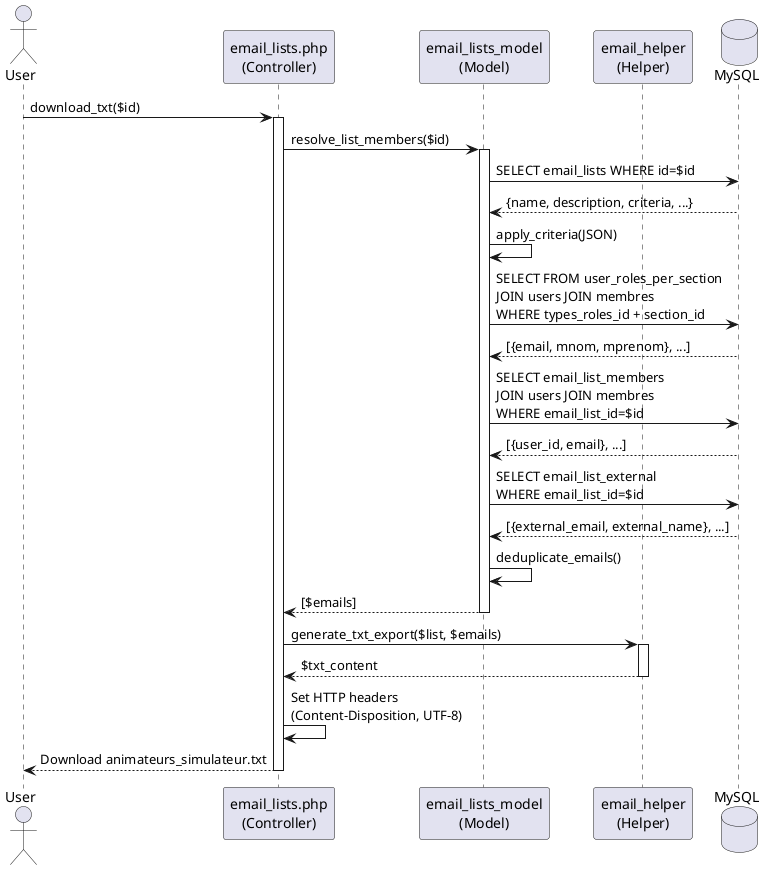 User
email_lists.php
(Controller)
email_lists_model
(Model)
email_helper
(Helper)
MySQL
download_txt($id)
resolve_list_members($id)
SELECT email_lists WHERE id=$id
{name, description, criteria, ...}
apply_criteria(JSON)
SELECT FROM user_roles_per_section
JOIN users JOIN membres
WHERE types_roles_id + section_id
[{email, mnom, mprenom}, ...]
SELECT email_list_members
JOIN users JOIN membres
WHERE email_list_id=$id
[{user_id, email}, ...]
SELECT email_list_external
WHERE email_list_id=$id
[{external_email, external_name}, ...]
deduplicate_emails()
[$emails]
generate_txt_export($list, $emails)
$txt_content
Set HTTP headers
(Content-Disposition, UTF-8)
Download animateurs_simulateur.txt
User
email_lists.php
(Controller)
email_lists_model
(Model)
email_helper
(Helper)
MySQL